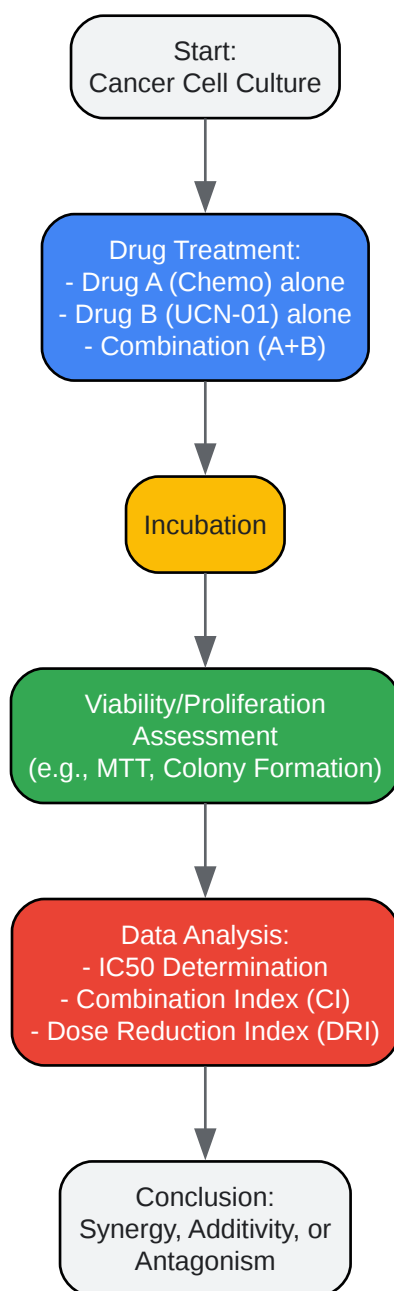 Start:
Cancer Cell Culture
Drug Treatment:
- Drug A (Chemo) alone
- Drug B (UCN-01) alone
- Combination (A+B)
Incubation
Viability/Proliferation
Assessment
(e.g., MTT, Colony Formation)
Data Analysis:
- IC50 Determination
- Combination Index (CI)
- Dose Reduction Index (DRI)
Conclusion:
Synergy, Additivity, or
Antagonism